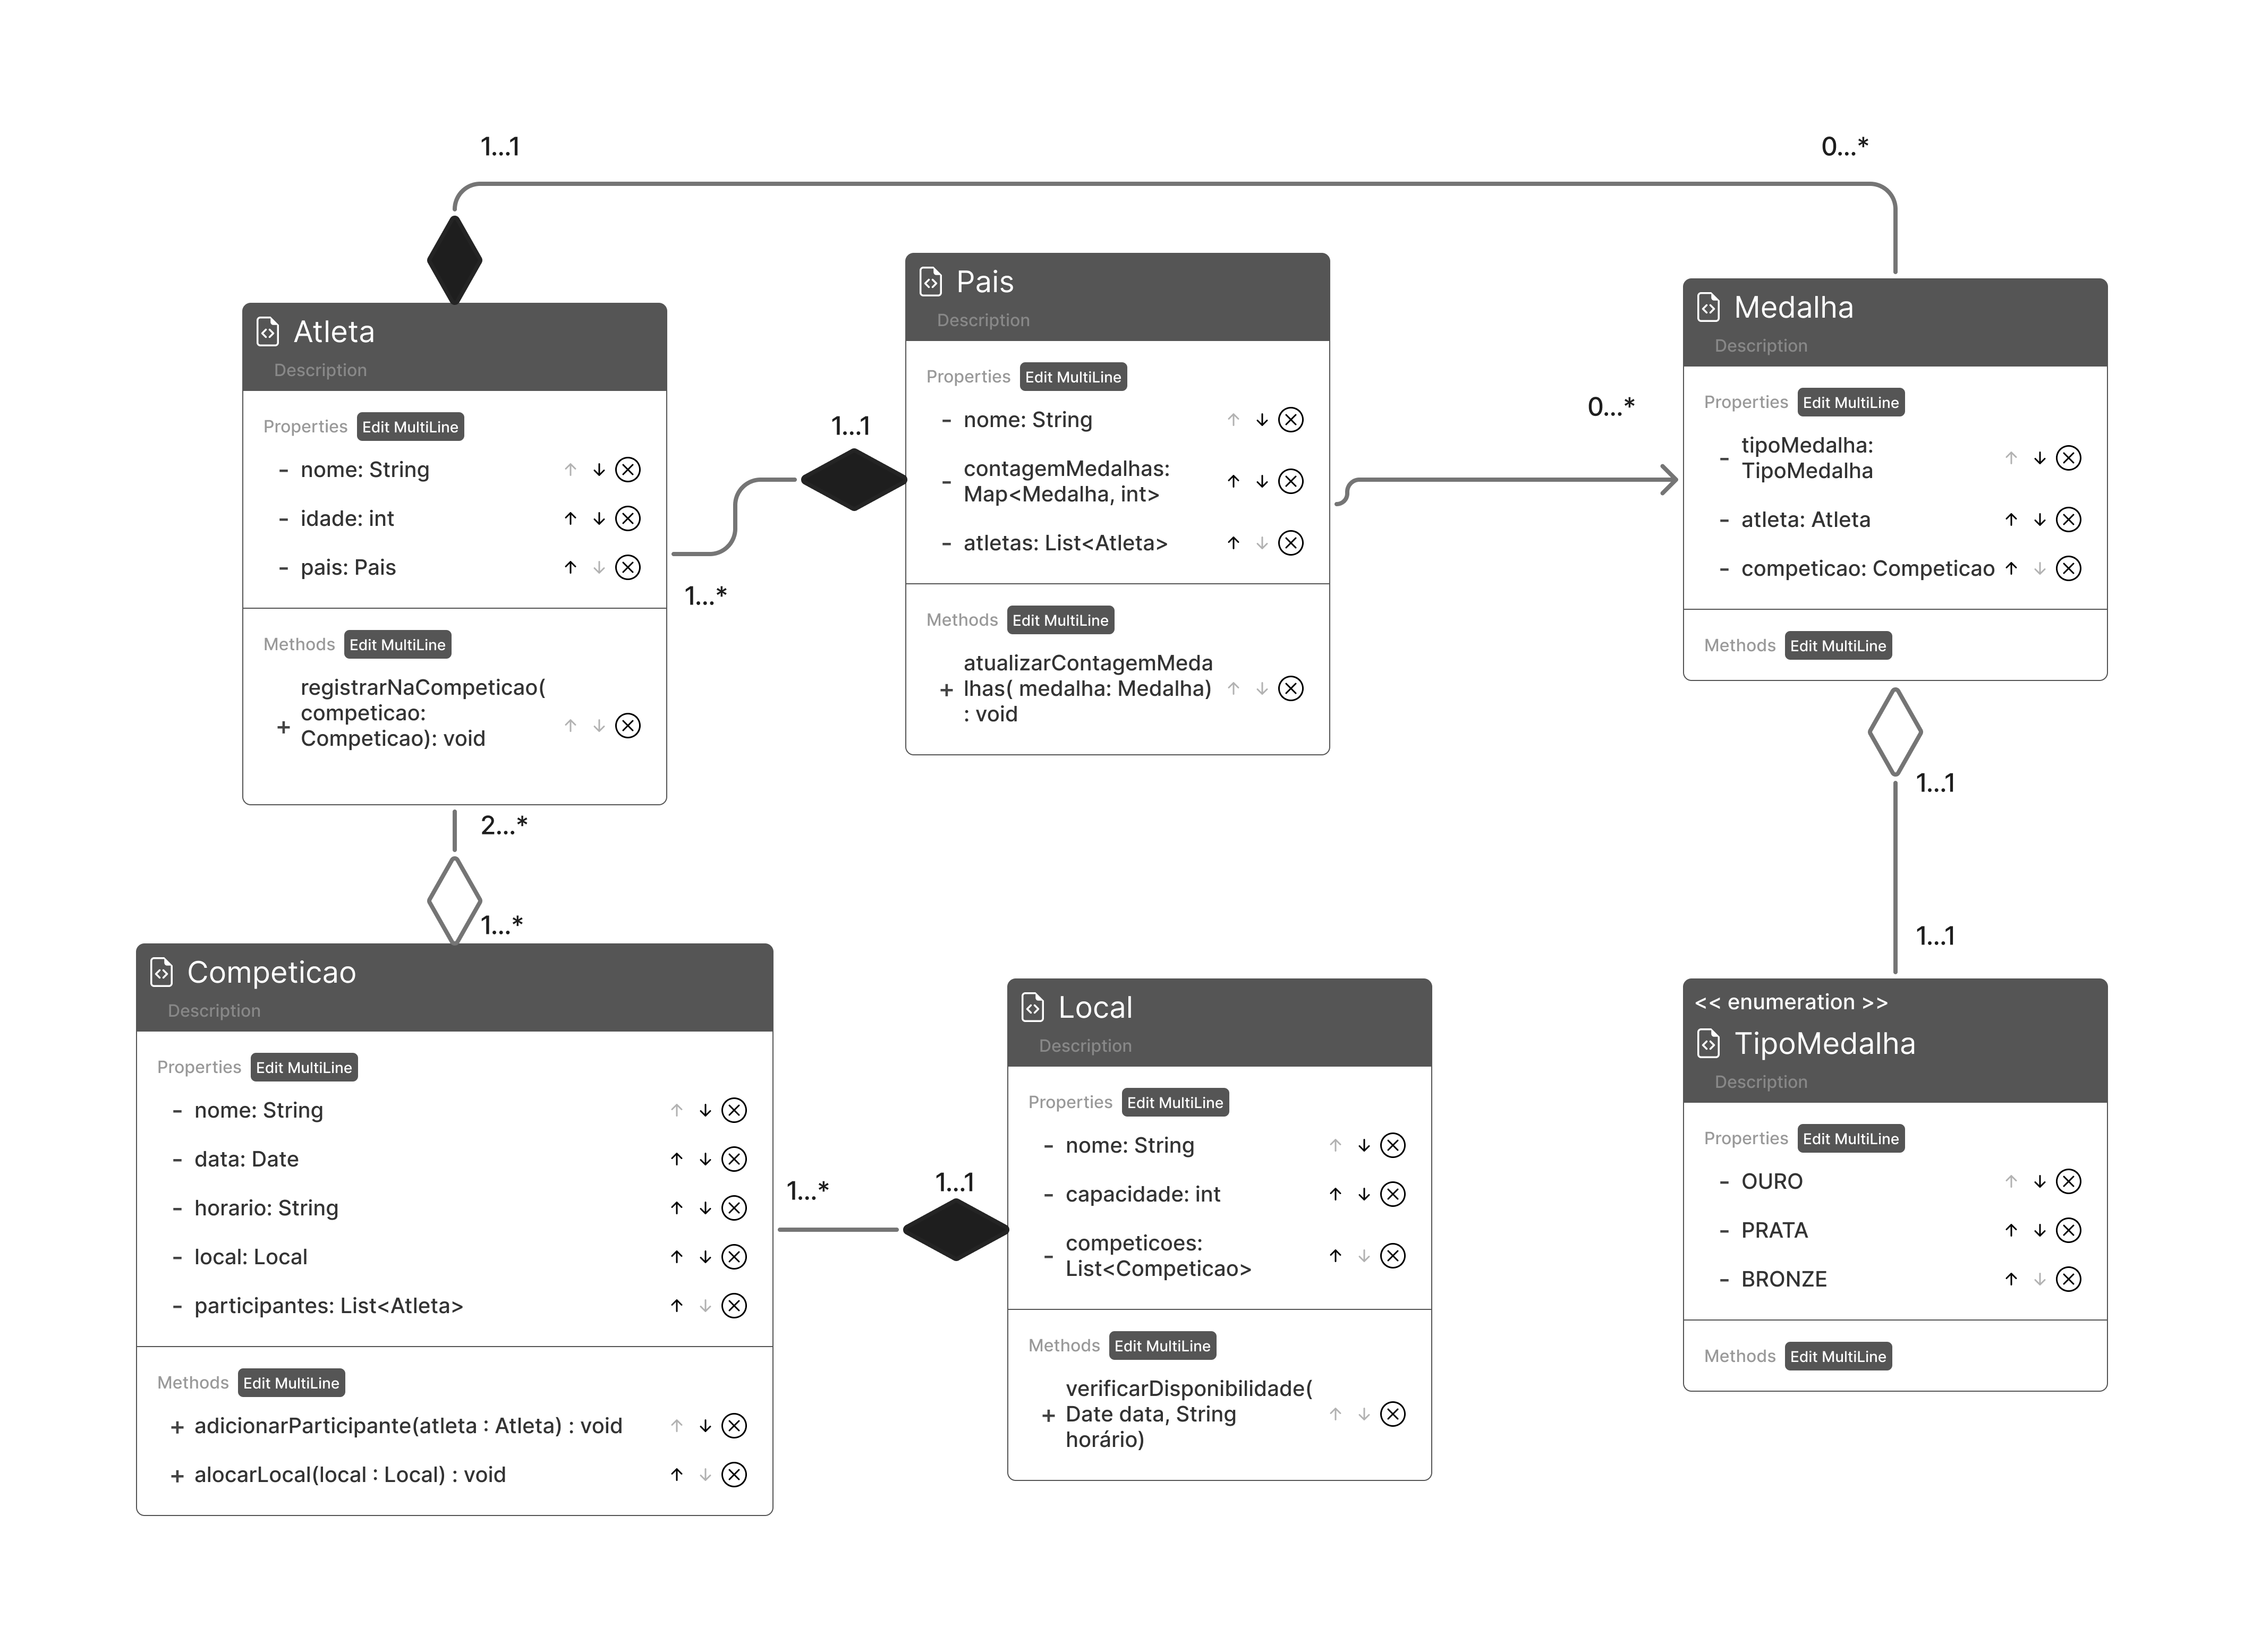 1...1
0...*
Atleta
Description
Properties Edit MultiLine
- nome: String
- idade: int
- pais: Pais
Methods Edit MultiLine
+ registrarNaCompeticao(
competicao:
Competicao): void
1...1
1...*
Pais
Description
Properties Edit MultiLine
- nome: String
- contagemMedalhas:
Map<Medalha, int>
- atletas: List<Atleta>
Methods Edit MultiLine
+ atualizarContagemMeda
lhas( medalha: Medalha)
: void
0...*
Medalha
Description
Properties Edit MultiLine
- tipoMedalha:
TipoMedalha
- atleta: Atleta
- competicao: Competicao
Methods Edit MultiLine
2...*
1...*
Competicao
Description
Properties Edit MultiLine
- nome: String
- data: Date
- horario: String
- local: Local
- participantes: List<Atleta>
Methods Edit MultiLine
+ adicionarParticipante(atleta : Atleta) : void
+ alocarLocal(local : Local) : void
1...*
1...1
Local
Description
Properties Edit MultiLine
- nome: String
- capacidade: int
- competicoes:
List<Competicao>
Methods Edit MultiLine
+ verificarDisponibilidade(
Date data, String
horário)
1...1
1...1
<< enumeration >>
TipoMedalha
Description
Properties Edit MultiLine
- OURO
- PRATA
- BRONZE
Methods Edit MultiLine